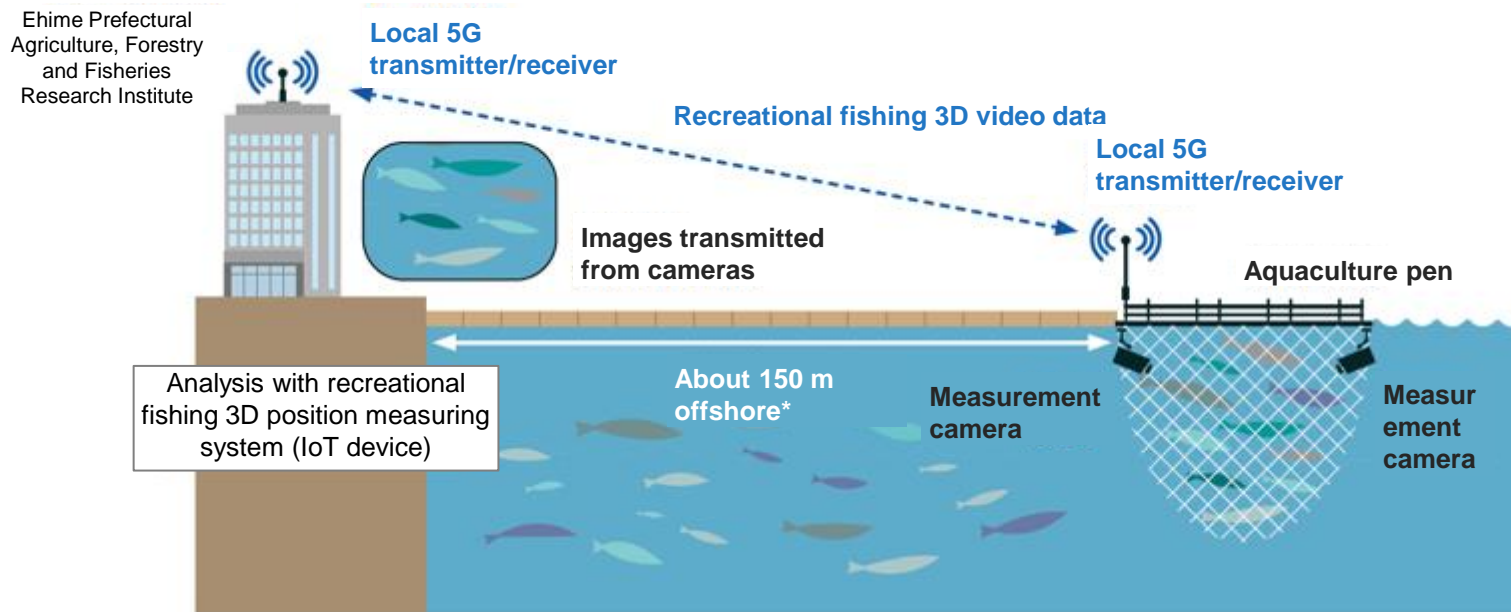 Ehime Prefectural
Agriculture, Forestry
and Fisheries
Research Institute
Local 5G
transmitter/receiver
Recreational fishing 3D video data
Local 5G
transmitter/receiver
Images transmitted
from cameras
Aquaculture pen
Analysis with recreational
fishing 3D position measuring
system (IoT device)
About 150 m
offshore*
Measurement
camera
Measur
ement
camera